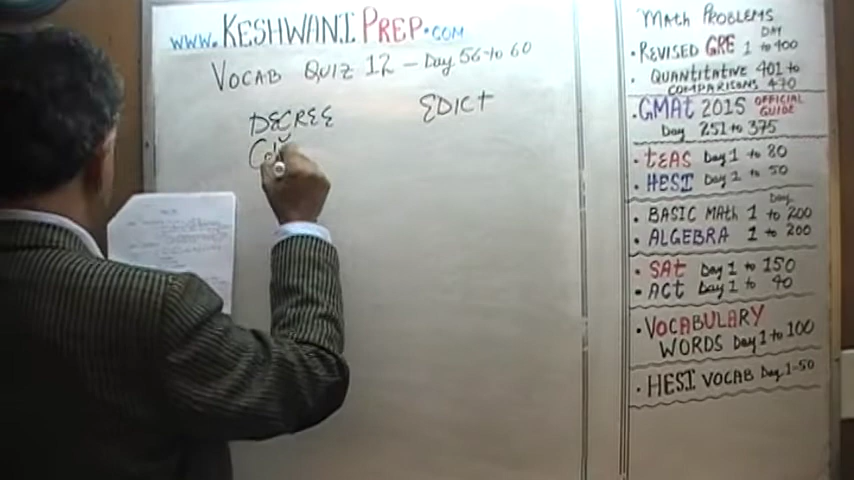 www.KESHWANI PREP.COM
VOCAB QUIZ 12 - Day 56 to 60
DECREE
EDICT
MATH PROBLEMS
• REVISED GRE DAY 1 to 400
• QUANTITATIVE 401 to
COMPARISONS 470
GMAT 2015 OFFICIAL GUIDE
Day 251 to 375
• TEAS Day 1 to 80
• HESI Day 1 to 50
Day
• BASIC MATH 1 to 200
• ALGEBRA 1 to 200
• SAT Day 1 to 150
• ACT Day 1 to 40
• VOCABULARY
WORDS Day 1 to 100
• HESI VOCAB Day 1-50